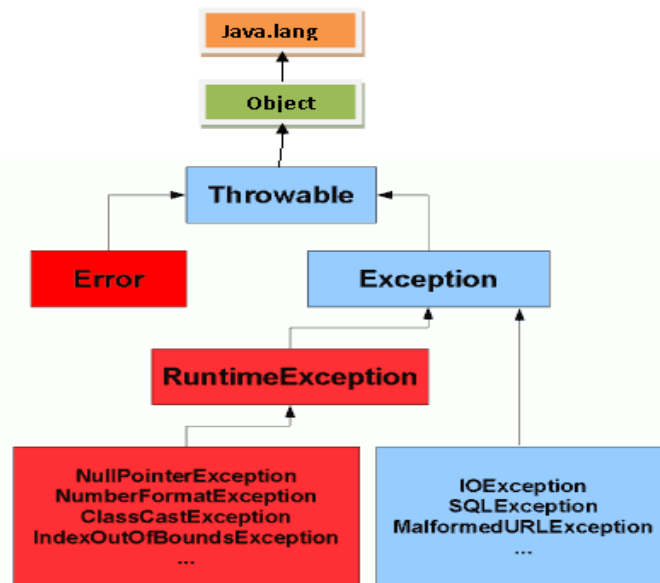 Java.lang
Object
Throwable
Error
Exception
RuntimeException
NullPointerException
NumberFormatException
ClassCastException
IndexOutOfBoundsException
...
IOException
SQLException
MalformedURLException
...